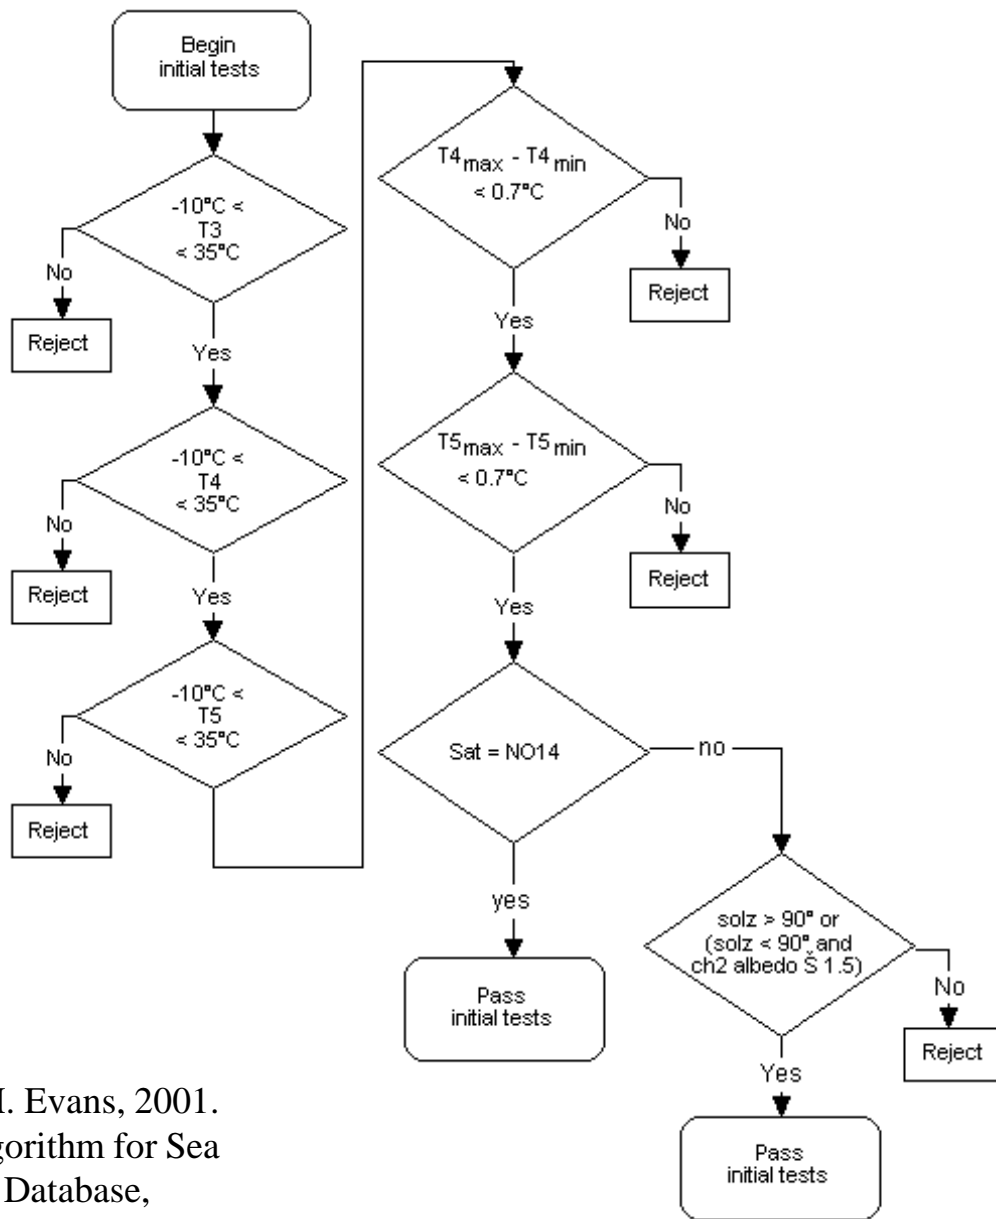 Begin
initial tests
-10°C <
T3
< 35°C
No
Reject
Yes
-10°C <
T4
< 35°C
No
Reject
Yes
-10°C <
T5
< 35°C
No
Reject
T4max - T4min
< 0.7°C
No
Reject
Yes
T5max - T5min
< 0.7°C
No
Reject
Yes
Sat = NO14
no
yes
Pass
initial tests
solz > 90° or
(solz < 90° and
ch2 albedo Š 1.5)
No
Reject
Yes
Pass
initial tests
. Evans, 2001.
gorithm for Sea
Database,